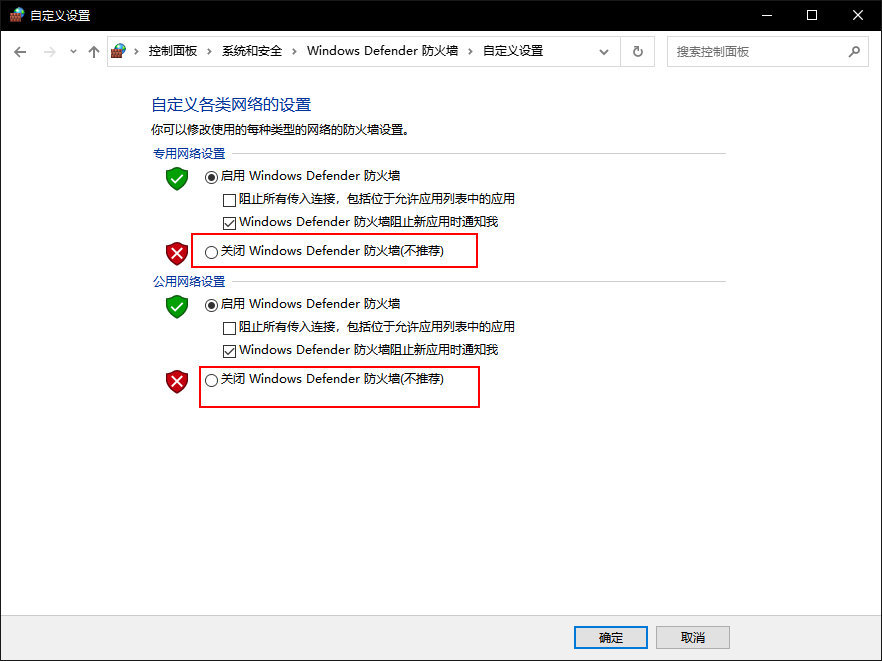 自定义设置
控制面板 › 系统和安全 › Windows Defender 防火墙 › 自定义设置
搜索控制面板
自定义各类网络的设置
你可以修改使用的每种类型的网络的防火墙设置。
专用网络设置
启用 Windows Defender 防火墙
阻止所有传入连接，包括位于允许应用列表中的应用
Windows Defender 防火墙阻止新应用时通知我
关闭 Windows Defender 防火墙(不推荐)
公用网络设置
启用 Windows Defender 防火墙
阻止所有传入连接，包括位于允许应用列表中的应用
Windows Defender 防火墙阻止新应用时通知我
关闭 Windows Defender 防火墙(不推荐)
确定
取消